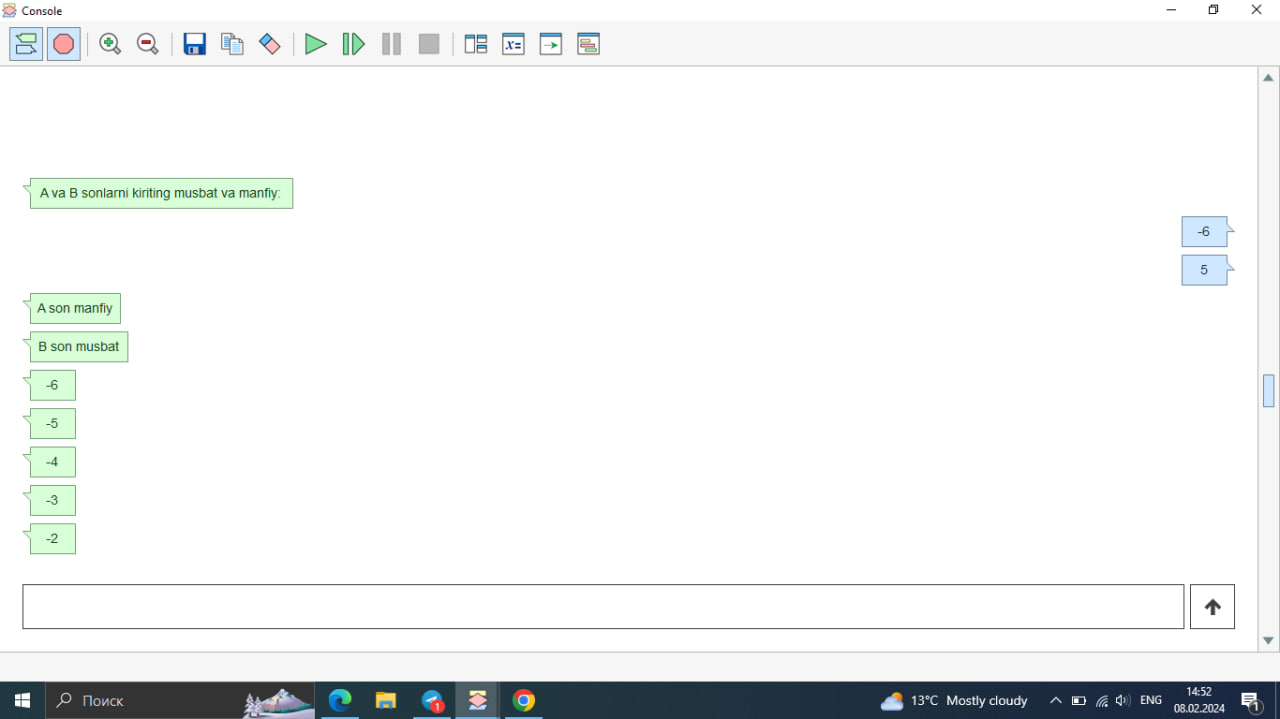 Console
x=
A va B sonlarni kiriting musbat va manfiy:
-6
5
A son manfiy
B son musbat
-6
-5
-4
-3
-2
Поиск
1
13°C Mostly cloudy
ENG
14:52
08.02.2024
1